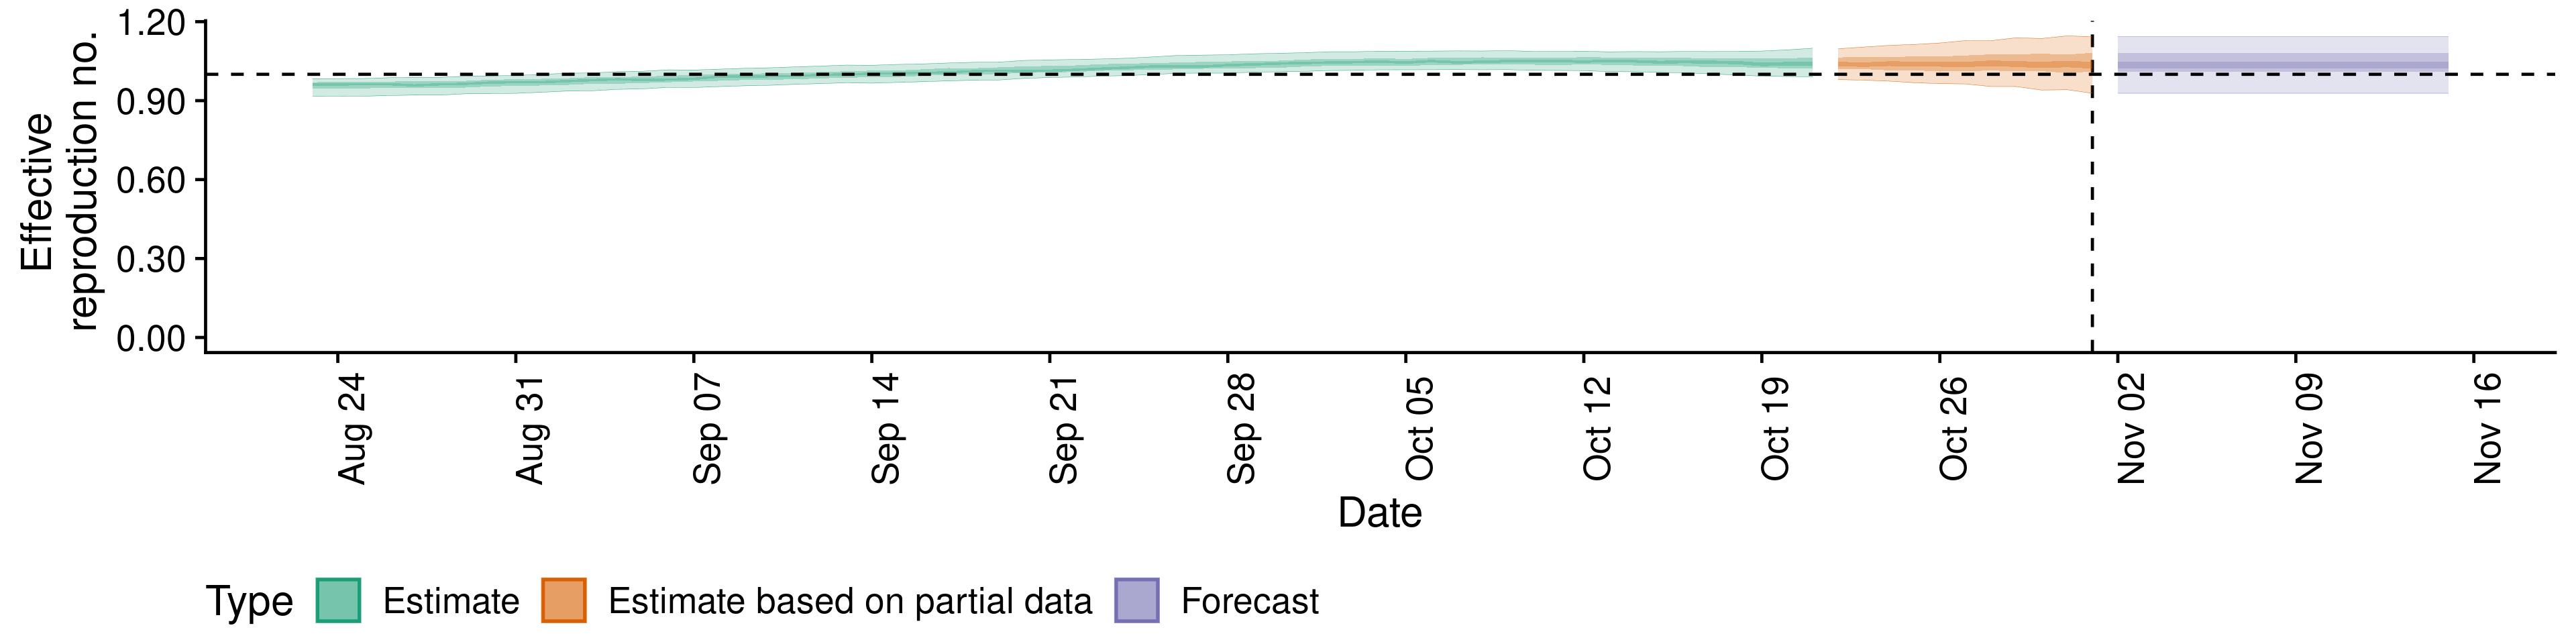 Effective
reproduction no.
1.20
0.90
0.60
0.30
0.00
Aug 24
Aug 31
Sep 07
Sep 14
Sep 21
Sep 28
Oct 05
Oct 12
Oct 19
Oct 26
Nov 02
Nov 09
Nov 16
Date
Type Estimate Estimate based on partial data Forecast